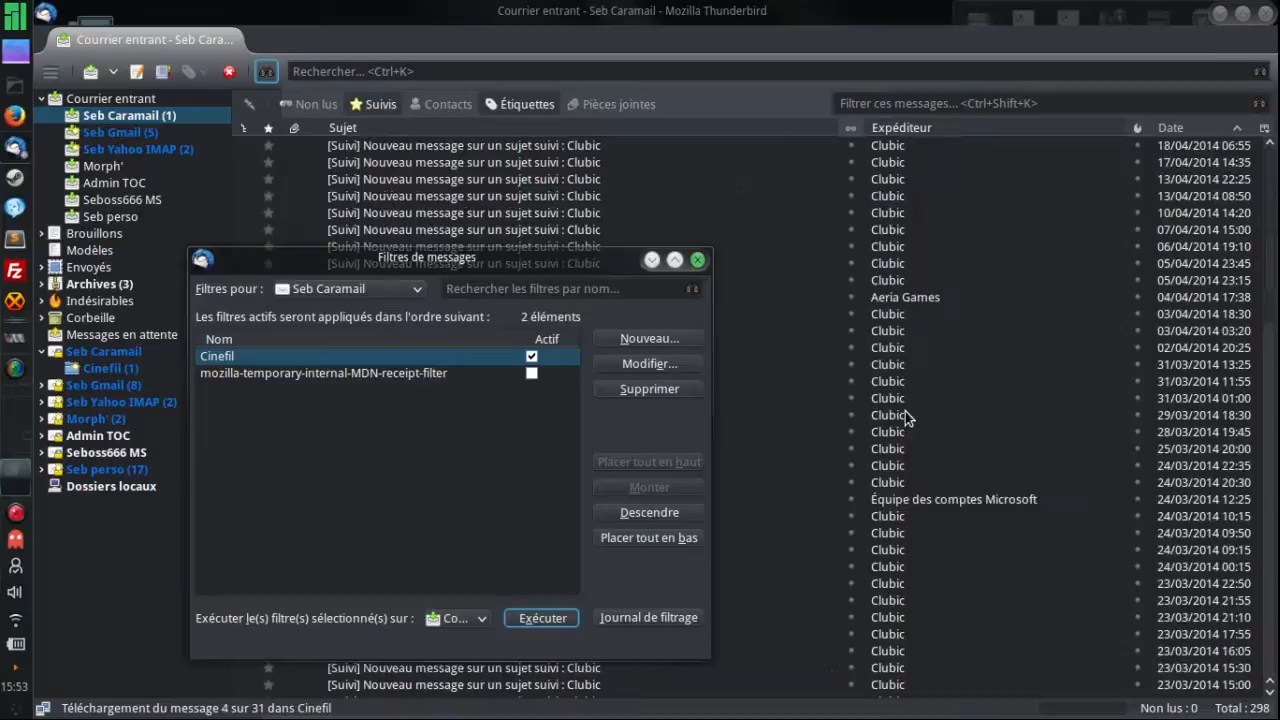 Courrier entrant - Seb Caramail - Mozilla Thunderbird
Courrier entrant - Seb Cara...
Rechercher... <Ctrl+K>
Non lus Suivis Contacts Étiquettes Pièces jointes Filtrer ces messages... <Ctrl+Shift+K>
Sujet Expéditeur Date
Courrier entrant
Seb Caramail (1)
Seb Gmail (5)
Seb Yahoo IMAP (2)
Morph'
Admin TOC
Seboss666 MS
Seb perso
Brouillons
Modèles
Envoyés
Archives (3)
Indésirables
Corbeille
Messages en attente
Seb Caramail
Cinefil (1)
Seb Gmail (8)
Seb Yahoo IMAP (2)
Morph' (2)
Admin TOC
Seboss666 MS
Seb perso (17)
Dossiers locaux
[Suivi] Nouveau message sur un sujet suivi : Clubic Clubic 18/04/2014 06:55
[Suivi] Nouveau message sur un sujet suivi : Clubic Clubic 17/04/2014 14:35
[Suivi] Nouveau message sur un sujet suivi : Clubic Clubic 13/04/2014 22:25
[Suivi] Nouveau message sur un sujet suivi : Clubic Clubic 13/04/2014 08:50
[Suivi] Nouveau message sur un sujet suivi : Clubic Clubic 10/04/2014 14:20
[Suivi] Nouveau message sur un sujet suivi : Clubic Clubic 07/04/2014 15:00
[Suivi] Nouveau message sur un sujet suivi : Clubic Clubic 06/04/2014 19:10
[Suivi] Nouveau message sur un sujet suivi : Clubic Clubic 05/04/2014 23:45
Clubic 05/04/2014 23:15
Aeria Games 04/04/2014 17:38
Clubic 03/04/2014 18:30
Clubic 03/04/2014 03:20
Clubic 02/04/2014 20:25
Clubic 31/03/2014 13:25
Clubic 31/03/2014 11:55
Clubic 31/03/2014 01:00
Clubic 29/03/2014 18:30
Clubic 28/03/2014 19:45
Clubic 25/03/2014 20:00
Clubic 24/03/2014 22:35
Clubic 24/03/2014 20:30
Équipe des comptes Microsoft 24/03/2014 12:25
Clubic 24/03/2014 10:15
Clubic 24/03/2014 09:50
Clubic 24/03/2014 09:15
Clubic 24/03/2014 00:15
Clubic 23/03/2014 22:50
Clubic 23/03/2014 21:55
Clubic 23/03/2014 21:10
Clubic 23/03/2014 17:55
Clubic 23/03/2014 16:05
[Suivi] Nouveau message sur un sujet suivi : Clubic Clubic 23/03/2014 15:30
[Suivi] Nouveau message sur un sujet suivi : Clubic Clubic 23/03/2014 15:00
Filtres de messages
Filtres pour : Seb Caramail Rechercher les filtres par nom...
Les filtres actifs seront appliqués dans l'ordre suivant : 2 éléments
Nom Actif
Cinefil
mozilla-temporary-internal-MDN-receipt-filter
Nouveau...
Modifier...
Supprimer
Placer tout en haut
Monter
Descendre
Placer tout en bas
Exécuter le(s) filtre(s) sélectionné(s) sur : Co... Exécuter Journal de filtrage
15:53
Téléchargement du message 4 sur 31 dans Cinefil Non lus : 0 Total : 298